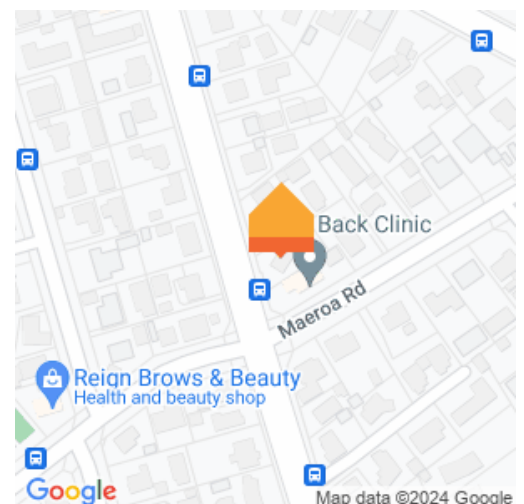 Back Clinic
Maeroa Rd
Reign Brows & Beauty
Health and beauty shop
Google
Map data ©2024 Google